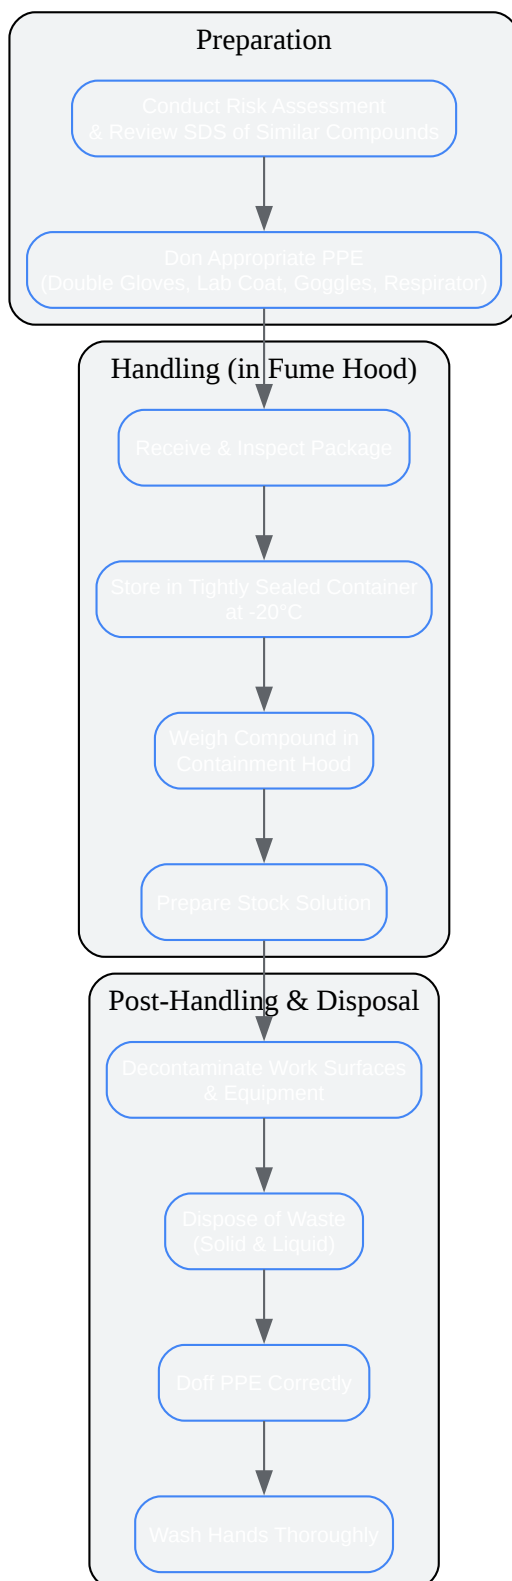 Preparation
Conduct Risk Assessment
& Review SDS of Similar Compounds
Don Appropriate PPE
(Double Gloves, Lab Coat, Goggles, Respirator)
Handling (in Fume Hood)
Receive & Inspect Package
Store in Tightly Sealed Container
at -20°C
Weigh Compound in
Containment Hood
Prepare Stock Solution
Post-Handling & Disposal
Decontaminate Work Surfaces
& Equipment
Dispose of Waste
(Solid & Liquid)
Doff PPE Correctly
Wash Hands Thoroughly